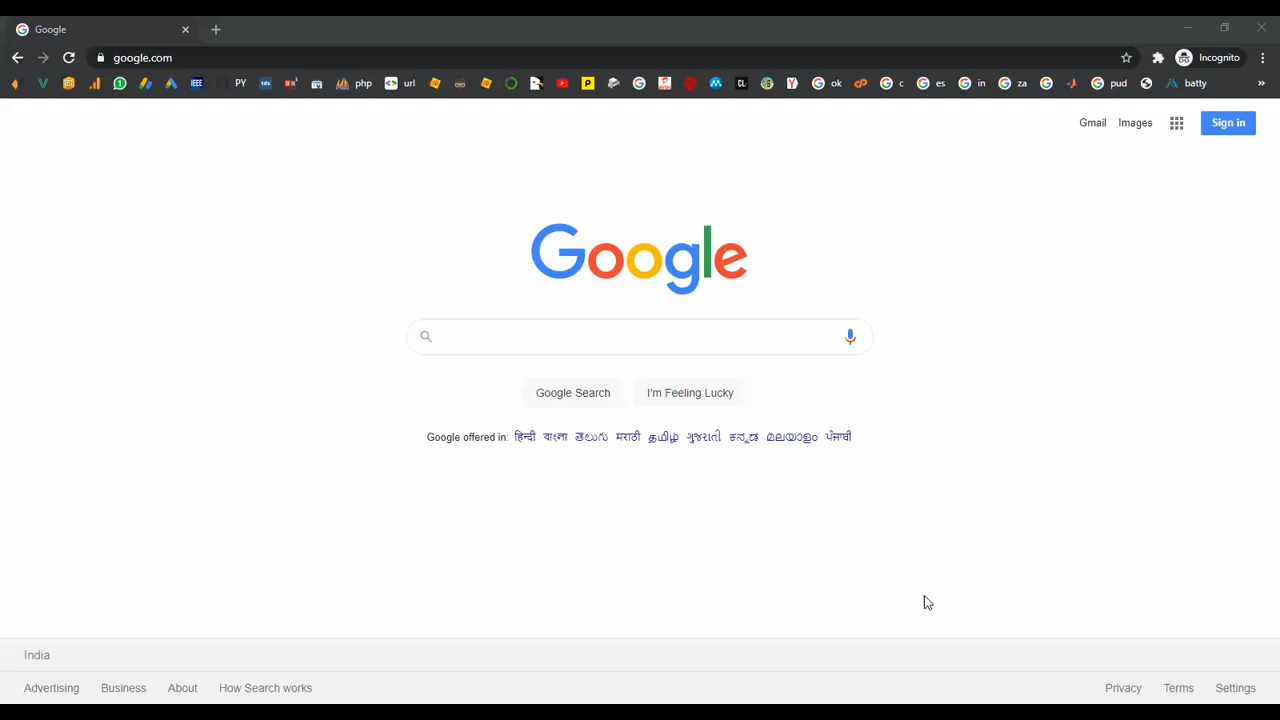 Google
google.com
Incognito
PY php url ok c es in za pud batty
Gmail Images Sign in
Google
Google Search I'm Feeling Lucky
Google offered in: हिन्दी বাংলা తెలుగు मराठी தமிழ் ગુજરાતી ಕನ್ನಡ മലയാളം ਪੰਜਾਬੀ
India
Advertising Business About How Search works Privacy Terms Settings